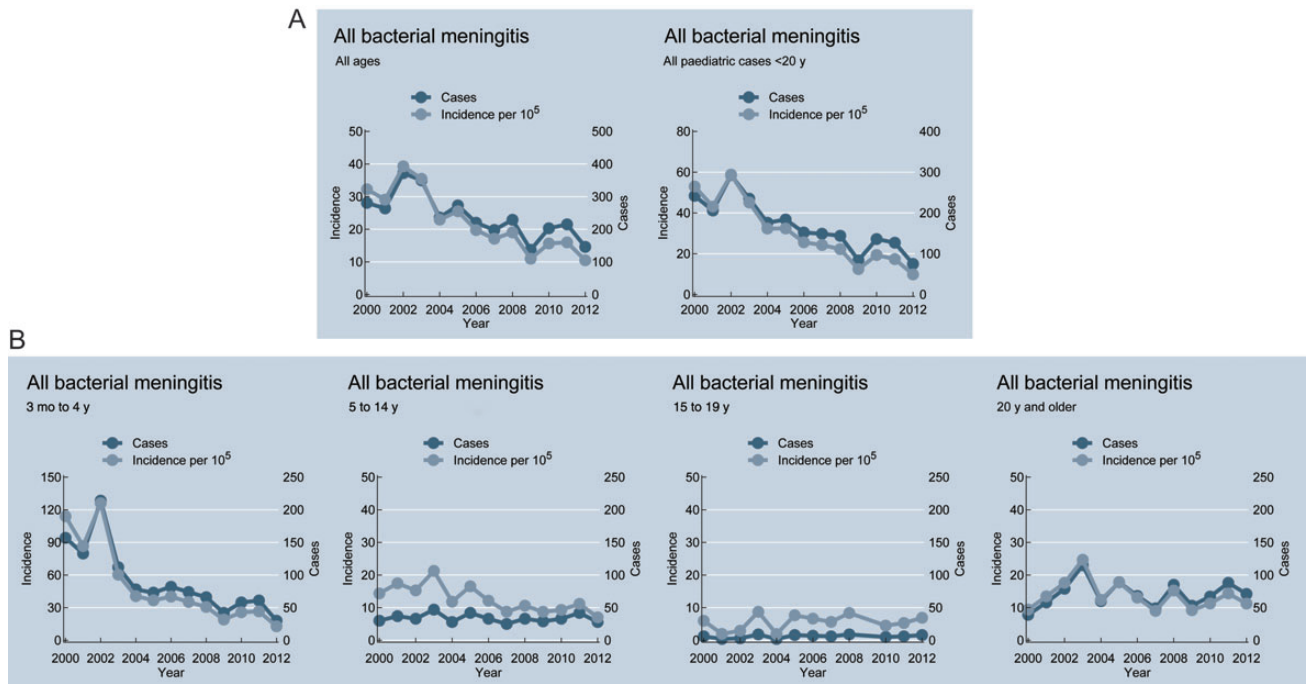 A
All bacterial meningitis
All ages
Cases
Incidence per 10⁵
50
40
30
20
10
0
Incidence
500
400
300
200
100
0
Cases
2000 2002 2004 2006 2008 2010 2012
Year
All bacterial meningitis
All paediatric cases <20 y
Cases
Incidence per 10⁵
80
60
40
20
0
Incidence
400
300
200
100
0
Cases
2000 2002 2004 2006 2008 2010 2012
Year
B
All bacterial meningitis
3 mo to 4 y
Cases
Incidence per 10⁵
150
120
90
60
30
0
Incidence
250
200
150
100
50
0
Cases
2000 2002 2004 2006 2008 2010 2012
Year
All bacterial meningitis
5 to 14 y
Cases
Incidence per 10⁵
50
40
30
20
10
0
Incidence
250
200
150
100
50
0
Cases
2000 2002 2004 2006 2008 2010 2012
Year
All bacterial meningitis
15 to 19 y
Cases
Incidence per 10⁵
50
40
30
20
10
0
Incidence
250
200
150
100
50
0
Cases
2000 2002 2004 2006 2008 2010 2012
Year
All bacterial meningitis
20 y and older
Cases
Incidence per 10⁵
50
40
30
20
10
0
Incidence
250
200
150
100
50
0
Cases
2000 2002 2004 2006 2008 2010 2012
Year